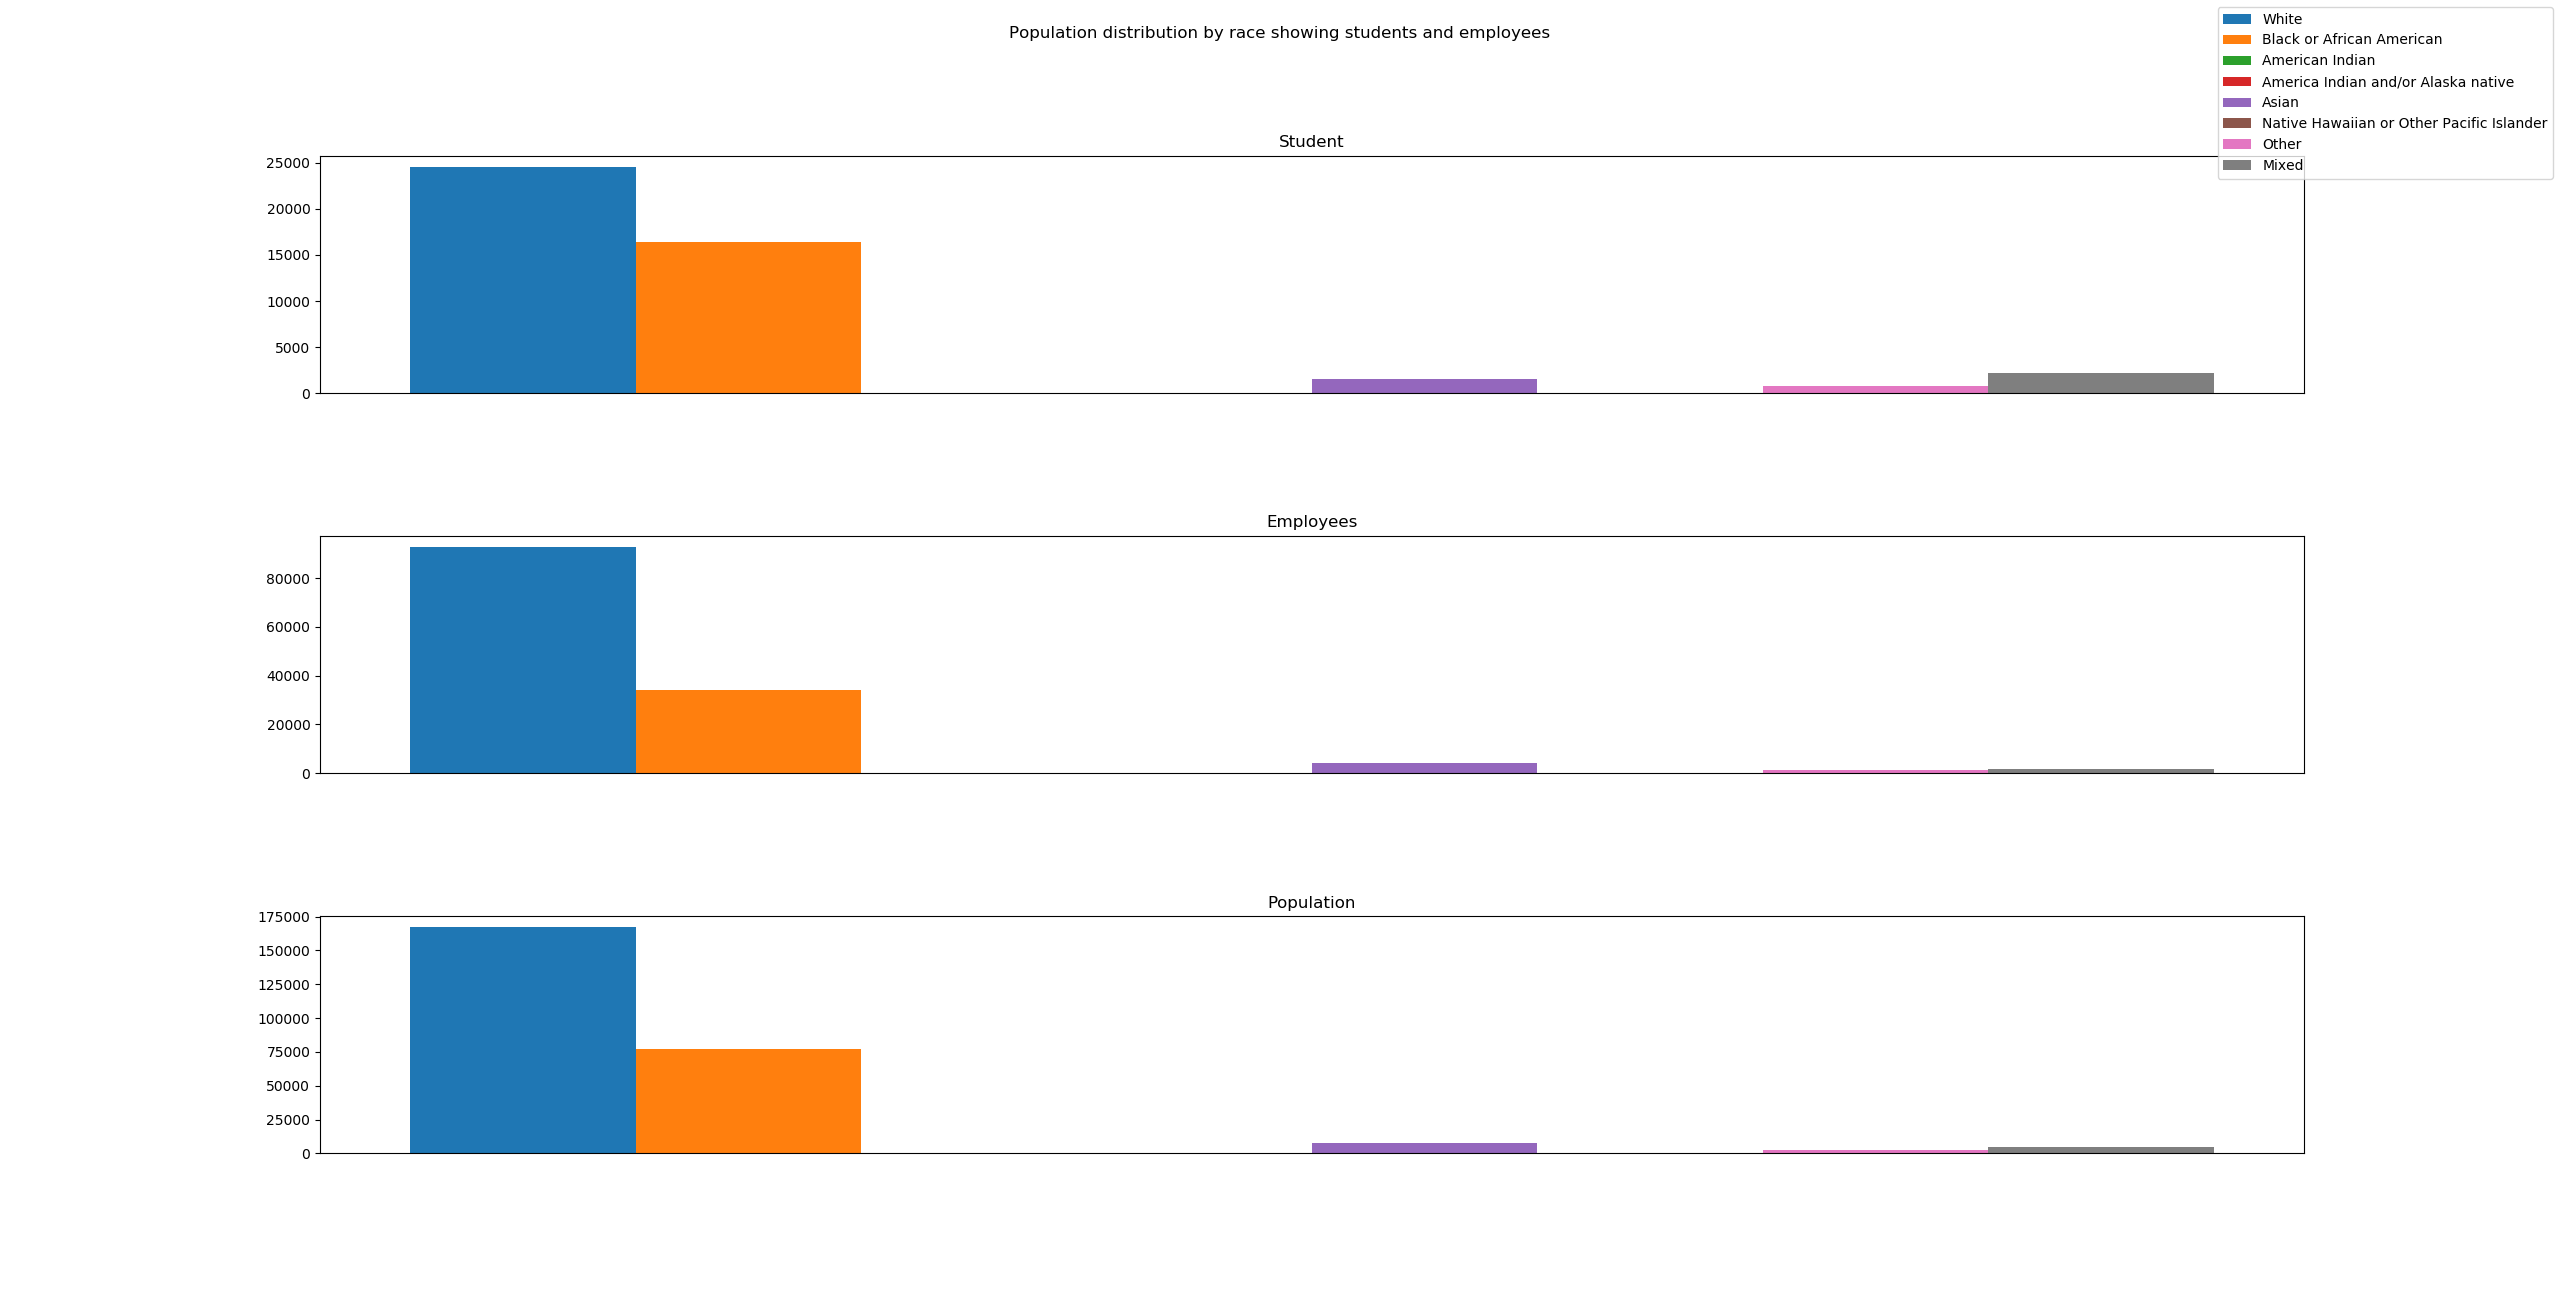 Population distribution by race showing students and employees
White
Black or African American
American Indian
America Indian and/or Alaska native
Asian
Native Hawaiian or Other Pacific Islander
Other
Mixed
Student
25000
20000
15000
10000
5000
0
Employees
80000
60000
40000
20000
0
Population
175000
150000
125000
100000
75000
50000
25000
0